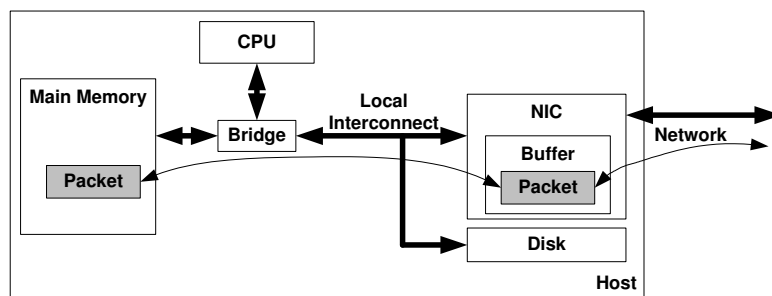 CPU
Main Memory
Local
Interconnect
NIC
Bridge
Network
Buffer
Packet
Packet
Disk
Host